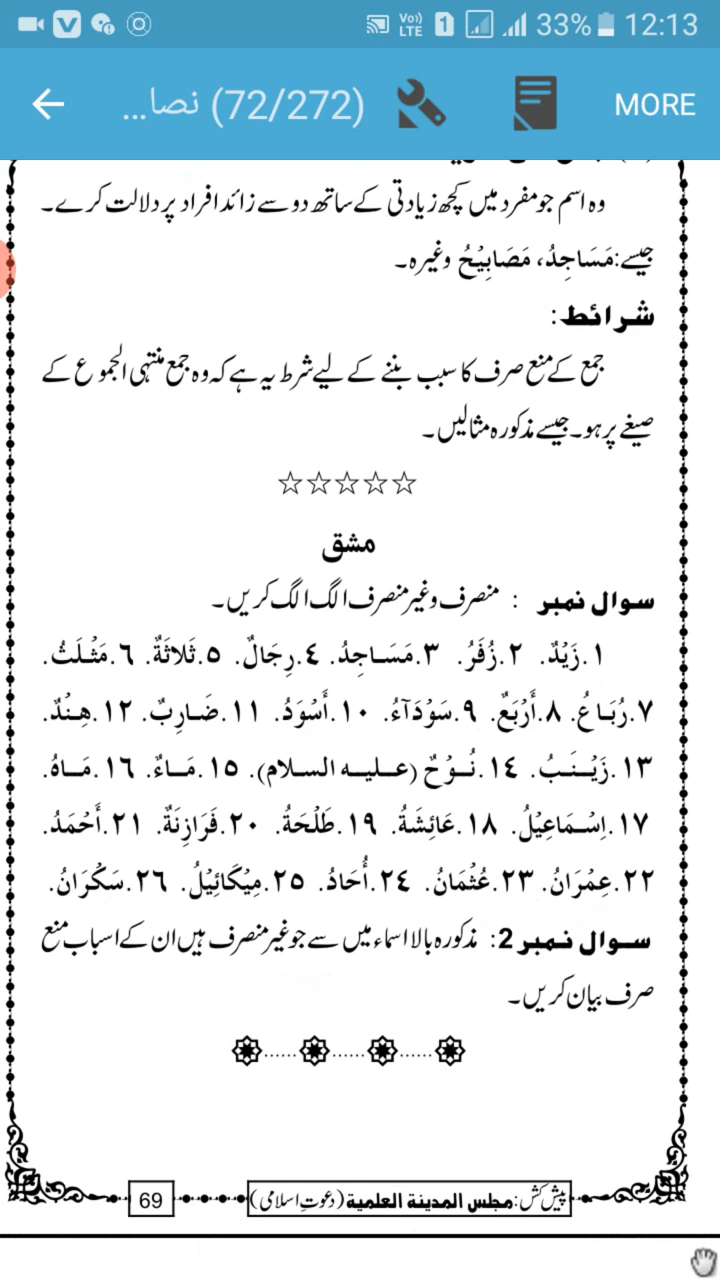 33% 12:13
نصا... (72/272) MORE
وہ اسم جو مفرد میں کچھ زیادتی کے ساتھ دو سے زائد افراد پر دلالت کرے۔
جیسے: مَسَاجِدُ، مَصَابِيْحُ وغیرہ۔
شرائط:
جمع کے منع صرف کا سبب بننے کے لیے شرط یہ ہے کہ وہ جمع منتہی الجموع کے
صیغے پر ہو۔ جیسے مذکورہ مثالیں۔
☆☆☆☆☆
مشق
سوال نمبر : منصرف وغیر منصرف الگ الگ کریں۔
١.زَيْدٌ. ٢.زُفَرُ. ٣.مَسَاجِدُ. ٤.رِجَالٌ. ٥.ثَلاثَةٌ. ٦.مَثْلَثُ.
٧.رُبَاعُ. ٨.أَرْبَعٌ. ٩.سَوْدَآءُ. ١٠.أَسْوَدُ. ١١.ضَارِبٌ. ١٢.هِنْدٌ.
١٣.زَيْنَبُ. ١٤.نُوْحٌ (عليه السلام). ١٥.مَاءٌ. ١٦.مَاهُ.
١٧.اِسْمَاعِيْلُ. ١٨.عَائِشَةُ. ١٩.طَلْحَةُ. ٢٠.فَرَازِنَةٌ. ٢١.أَحْمَدُ.
٢٢.عِمْرَانُ. ٢٣.عُثْمَانُ. ٢٤.أُحَادُ. ٢٥.مِيْكَائِيْلُ. ٢٦.سَكْرَانُ.
سوال نمبر 2: مذکورہ بالا اسماء میں سے جو غیر منصرف ہیں ان کے اسباب منع
صرف بیان کریں۔
پیش کش: مجلس المدينة العلمية (دعوتِ اسلامی) 69